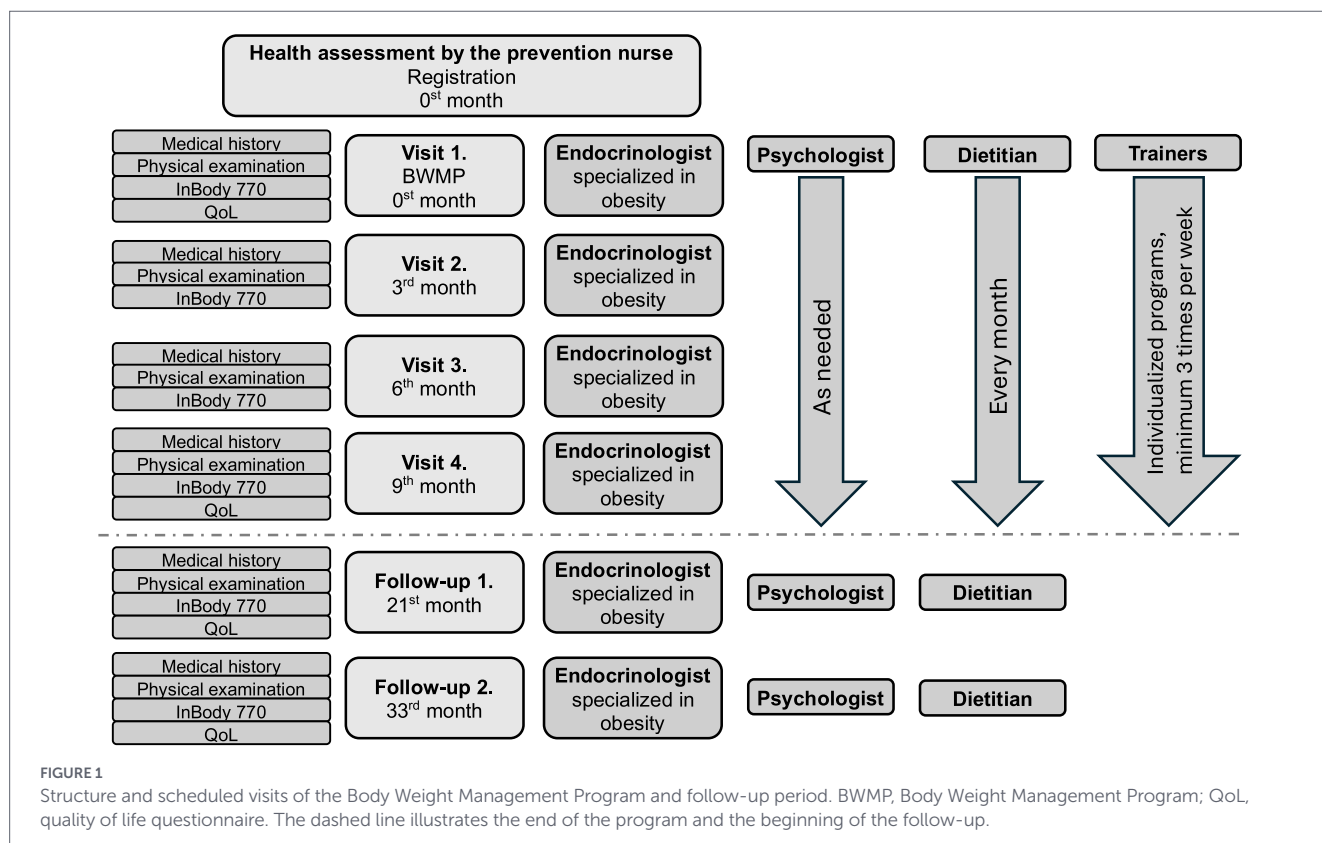 Health assessment by the prevention nurse
Registration
0st month
Medical history
Physical examination
InBody 770
QoL
Visit 1.
BWMP
0st month
Endocrinologist
specialized in
obesity
Psychologist
Dietitian
Trainers
Medical history
Physical examination
InBody 770
Visit 2.
3rd month
Endocrinologist
specialized in
obesity
Medical history
Physical examination
InBody 770
Visit 3.
6th month
Endocrinologist
specialized in
obesity
Medical history
Physical examination
InBody 770
QoL
Visit 4.
9th month
Endocrinologist
specialized in
obesity
As needed
Every month
Individualized programs,
minimum 3 times per week
Medical history
Physical examination
InBody 770
QoL
Follow-up 1.
21st month
Endocrinologist
specialized in
obesity
Psychologist
Dietitian
Medical history
Physical examination
InBody 770
QoL
Follow-up 2.
33rd month
Endocrinologist
specialized in
obesity
Psychologist
Dietitian
FIGURE 1
Structure and scheduled visits of the Body Weight Management Program and follow-up period. BWMP, Body Weight Management Program; QoL,
quality of life questionnaire. The dashed line illustrates the end of the program and the beginning of the follow-up.